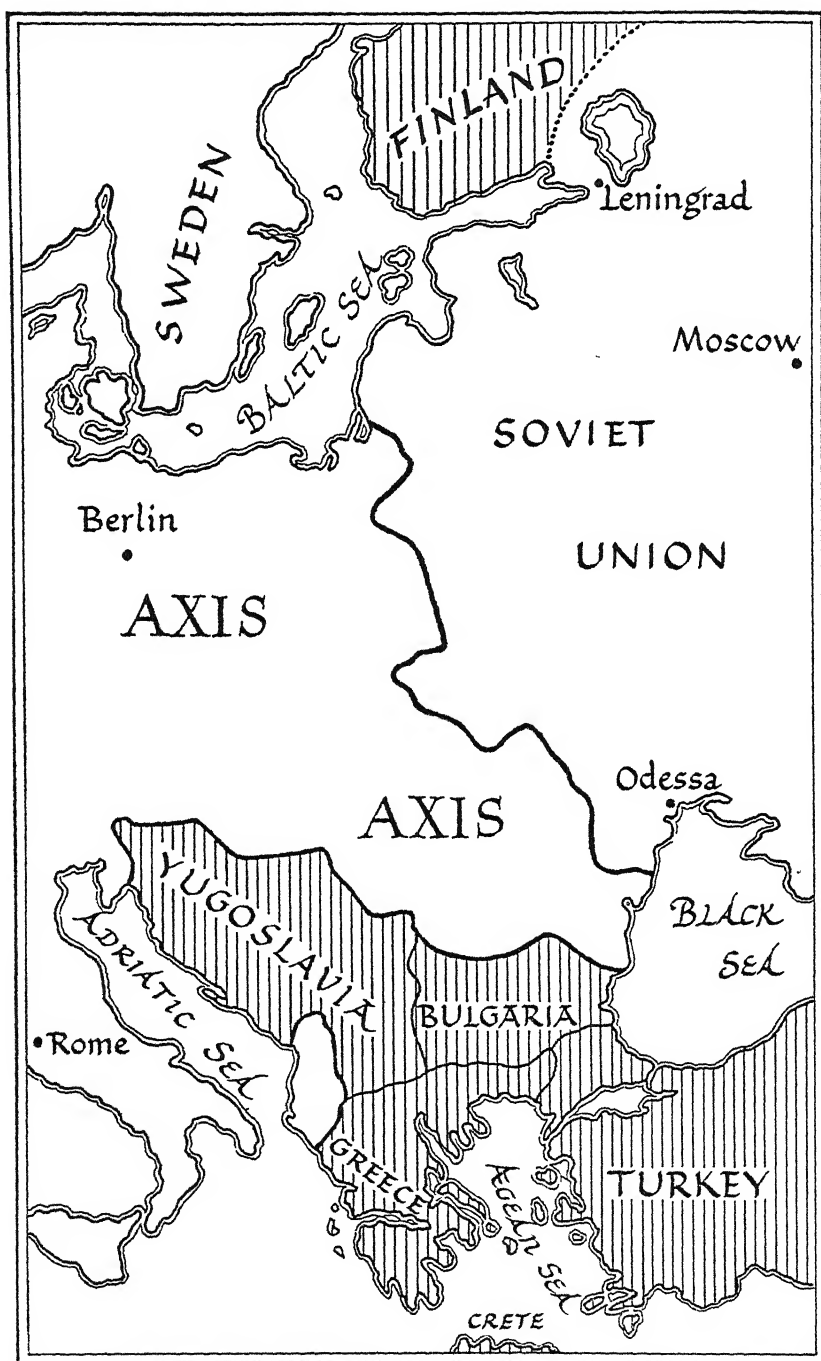 FINLAND
SWEDEN
Leningrad
BALTIC SEA
Moscow
SOVIET
UNION
Berlin
AXIS
AXIS
Odessa
YUGOSLAVIA
ADRIATIC SEA
BLACK
SEA
BULGARIA
Rome
GREECE
ÆGEAN SEA
TURKEY
CRETE